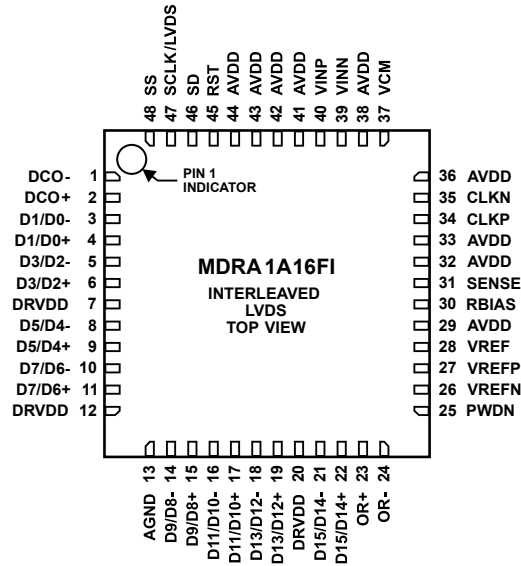 SS
SCLK/LVDS
SD
RST
AVDD
AVDD
AVDD
AVDD
VINP
VINN
AVDD
VCM
48
47
46
45
44
43
42
41
40
39
38
37
DCO- 1
DCO+ 2
D1/D0- 3
D1/D0+ 4
D3/D2- 5
D3/D2+ 6
DRVDD 7
D5/D4- 8
D5/D4+ 9
D7/D6- 10
D7/D6+ 11
DRVDD 12
PIN 1
INDICATOR
MDRA1A16FI
INTERLEAVED
LVDS
TOP VIEW
36 AVDD
35 CLKN
34 CLKP
33 AVDD
32 AVDD
31 SENSE
30 RBIAS
29 AVDD
28 VREF
27 VREFP
26 VREFN
25 PWDN
13
14
15
16
17
18
19
20
21
22
23
24
AGND
D9/D8-
D9/D8+
D11/D10-
D11/D10+
D13/D12-
D13/D12+
DRVDD
D15/D14-
D15/D14+
OR+
OR-